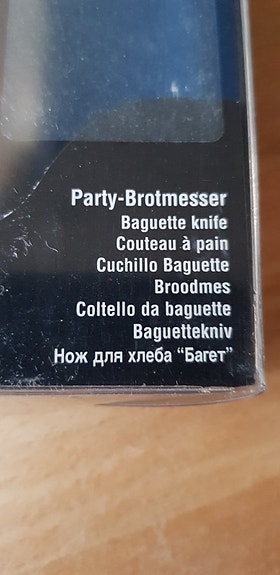 Party-Brotmesser
Baguette knife
Couteau à pain
Cuchillo Baguette
Broodmes
Coltello da baguette
Baguettekniv
Нож для хлеба “Багет”